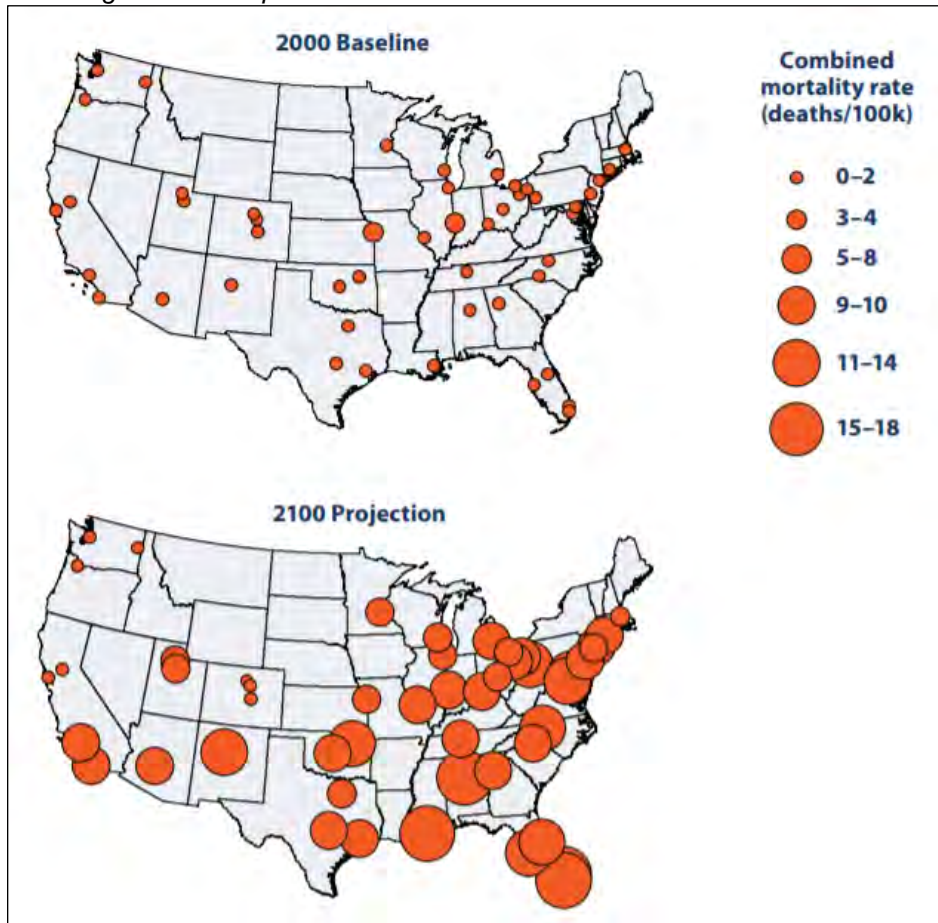 2000 Baseline
Combined
mortality rate
(deaths/100k)
0–2
3–4
5–8
9–10
11–14
15–18
2100 Projection